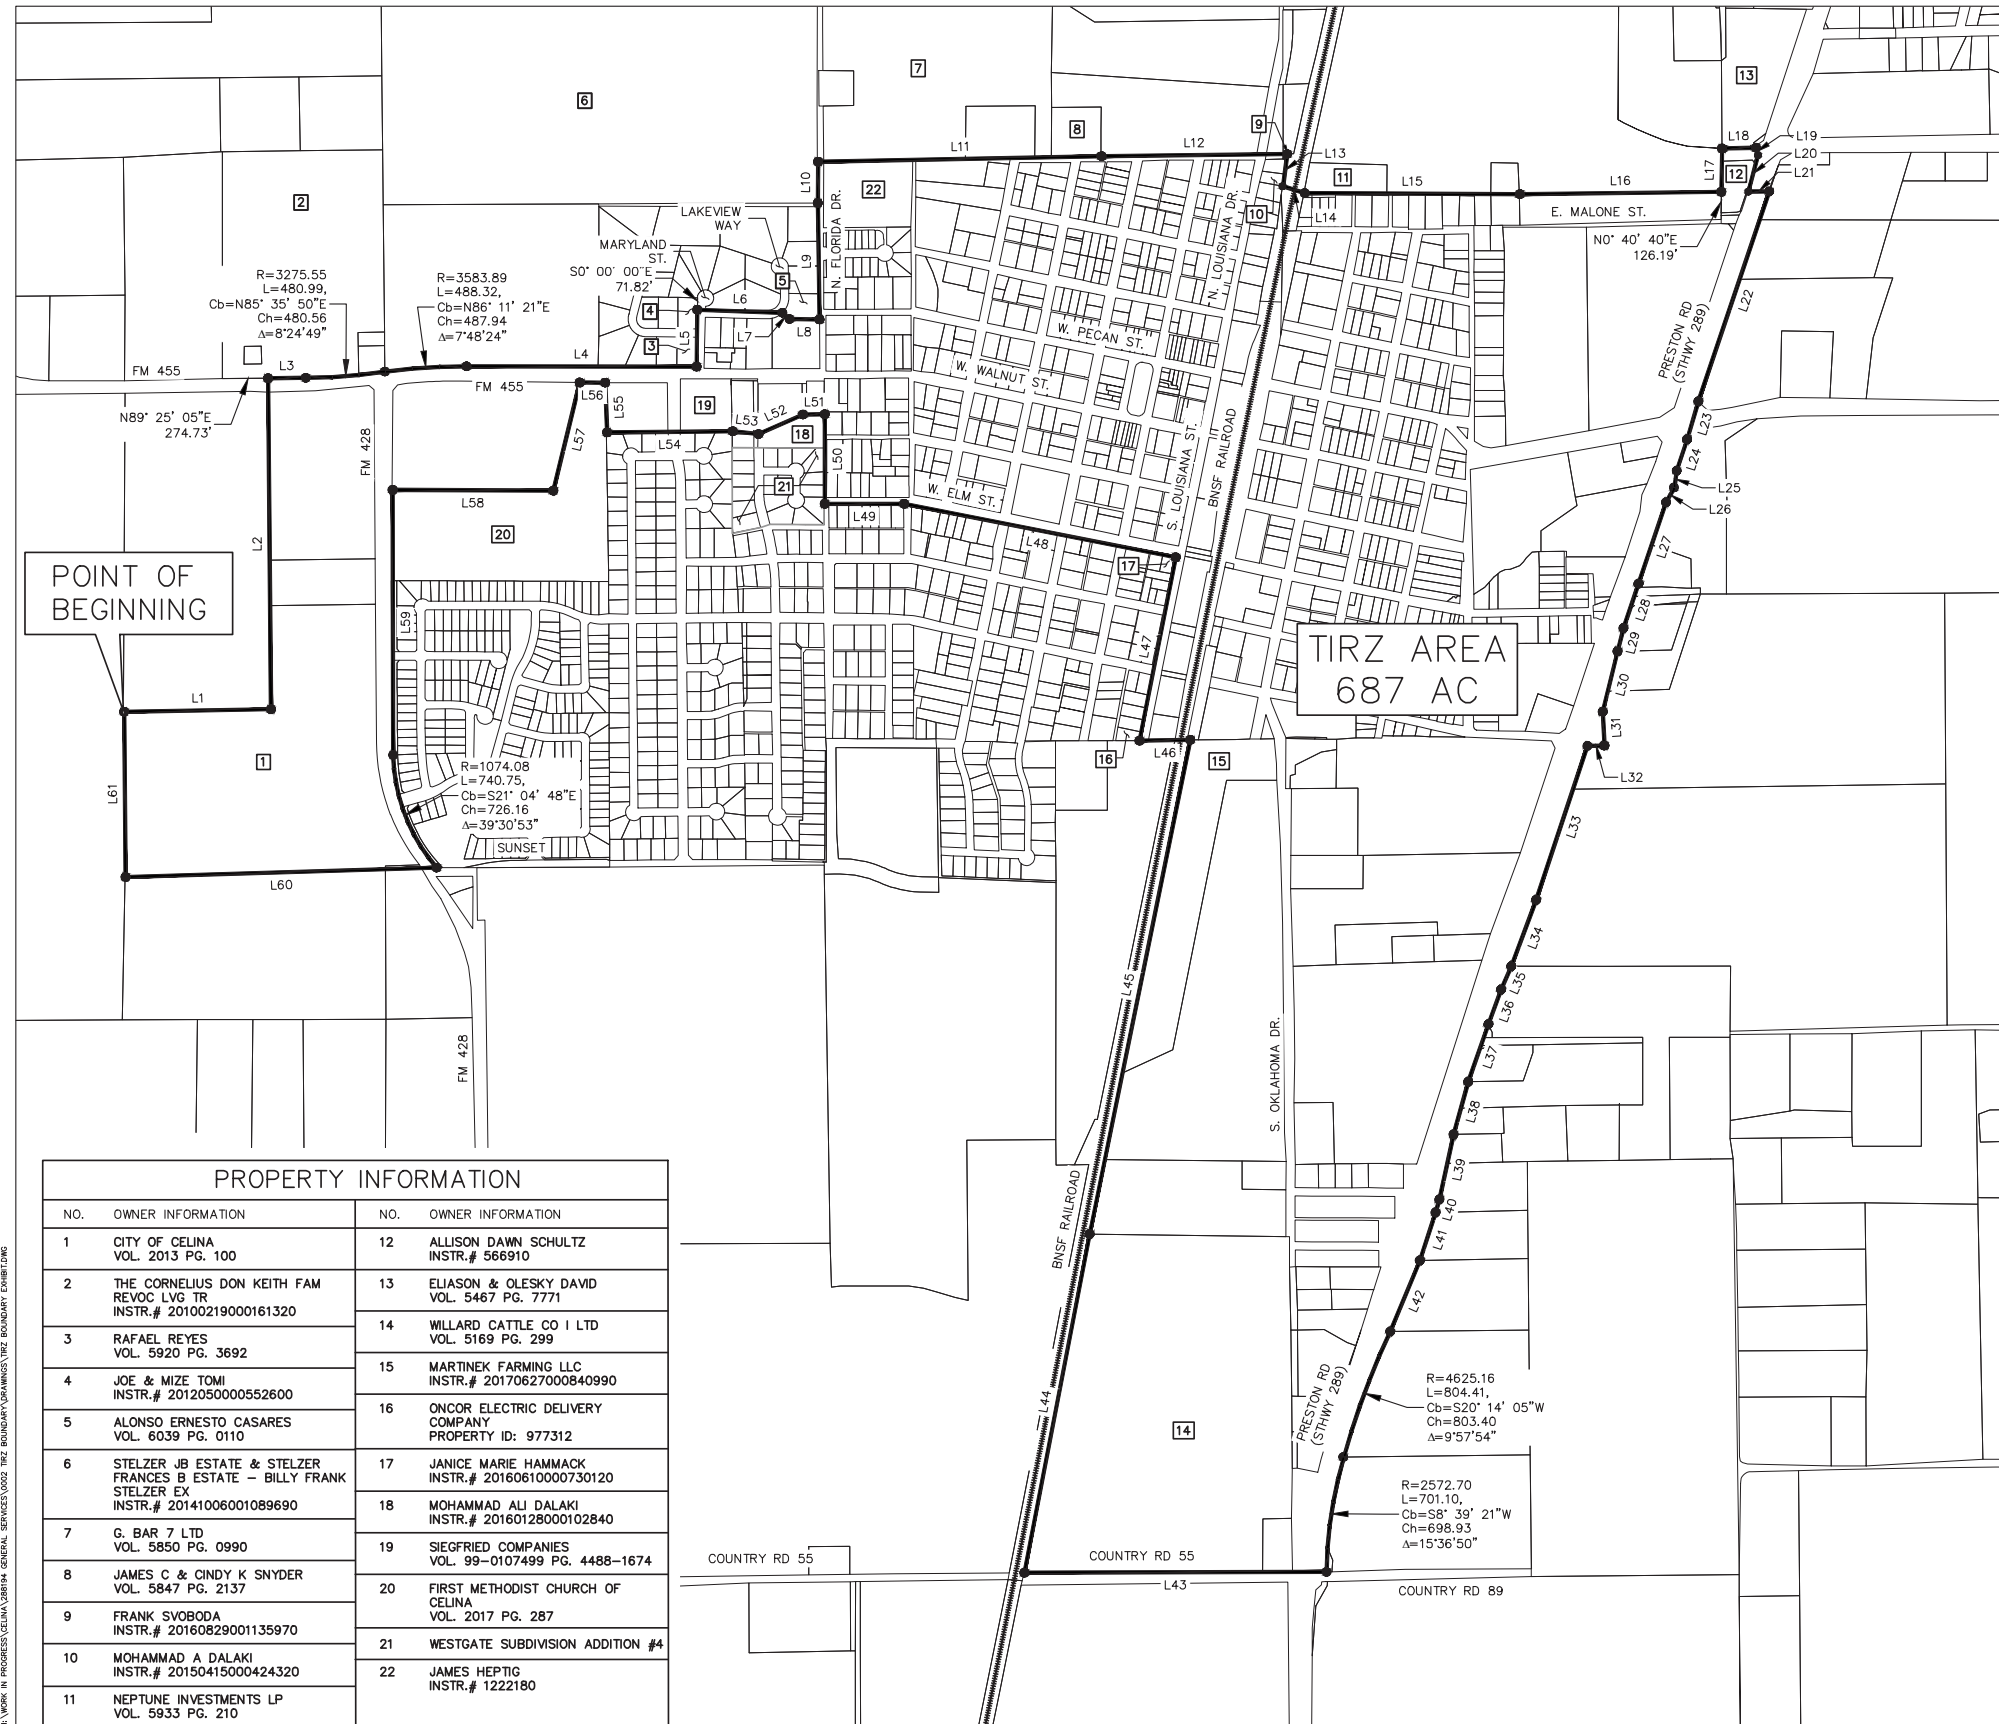 7
13
6
8
9
L11
L12
L13
L18
L19
L20
L21
L17
12
11
L15
L16
L14
10
E. MALONE ST.
N0° 40' 40"E
126.19'
2
L10
22
LAKEVIEW
WAY
MARYLAND
ST.
S0° 00' 00"E
71.82'
N. FLORIDA DR.
L9
5
N. LOUISIANA DR.
R=3275.55
L=480.99,
Cb=N85° 35' 50"E
Ch=480.56
Δ=8°24'49"
R=3583.89
L=488.32,
Cb=N86° 11' 21"E
Ch=487.94
Δ=7°48'24"
L6
4
L7
L8
3
L5
L4
L3
FM 455
FM 455
N89° 25' 05"E
274.73'
W. PECAN ST.
W. WALNUT ST.
PRESTON RD
(STHWY 289)
L22
L23
L24
L25
L26
L27
L28
L29
L30
L31
L32
L56
L55
19
L53
L52
L51
18
L54
L57
FM 428
L50
21
L58
20
W. ELM ST.
L49
L48
S. LOUISIANA ST.
BNSF RAILROAD
17
L2
POINT OF
BEGINNING
L59
L47
TIRZ AREA
687 AC
L1
1
L61
L46
16
15
R=1074.08
L=740.75,
Cb=S21° 04' 48"E
Ch=726.16
Δ=39°30'53"
SUNSET
L60
L33
L34
L35
L36
L37
L38
L39
L40
L41
L42
L45
FM 428
S. OKLAHOMA DR.
BNSF RAILROAD
L44
14
PRESTON RD
(STHWY 289)
R=4625.16
L=804.41,
Cb=S20° 14' 05"W
Ch=803.40
Δ=9°57'54"
R=2572.70
L=701.10,
Cb=S8° 39' 21"W
Ch=698.93
Δ=15°36'50"
COUNTRY RD 55
COUNTRY RD 55
L43
COUNTRY RD 89
PROPERTY INFORMATION
NO. OWNER INFORMATION
1 CITY OF CELINA
VOL. 2013 PG. 100
2 THE CORNELIUS DON KEITH FAM
REVOC LVG TR
INSTR.# 20100219000161320
3 RAFAEL REYES
VOL. 5920 PG. 3692
4 JOE & MIZE TOMI
INSTR.# 2012050000552600
5 ALONSO ERNESTO CASARES
VOL. 6039 PG. 0110
6 STELZER JB ESTATE & STELZER
FRANCES B ESTATE – BILLY FRANK
STELZER EX
INSTR.# 20141006001089690
7 G. BAR 7 LTD
VOL. 5850 PG. 0990
8 JAMES C & CINDY K SNYDER
VOL. 5847 PG. 2137
9 FRANK SVOBODA
INSTR.# 20160829001135970
10 MOHAMMAD A DALAKI
INSTR.# 20150415000424320
11 NEPTUNE INVESTMENTS LP
VOL. 5933 PG. 210
NO. OWNER INFORMATION
12 ALLISON DAWN SCHULTZ
INSTR.# 566910
13 ELIASON & OLESKY DAVID
VOL. 5467 PG. 7771
14 WILLARD CATTLE CO I LTD
VOL. 5169 PG. 299
15 MARTINEK FARMING LLC
INSTR.# 20170627000840990
16 ONCOR ELECTRIC DELIVERY
COMPANY
PROPERTY ID: 977312
17 JANICE MARIE HAMMACK
INSTR.# 20160610000730120
18 MOHAMMAD ALI DALAKI
INSTR.# 20160128000102840
19 SIEGFRIED COMPANIES
VOL. 99–0107499 PG. 4488–1674
20 FIRST METHODIST CHURCH OF
CELINA
VOL. 2017 PG. 287
21 WESTGATE SUBDIVISION ADDITION #4
22 JAMES HEPTIG
INSTR.# 1222180
\WORK IN PROGRESS\CELINA\288194 GENERAL SERVICES\0002 TIRZ BOUNDARY\DRAWINGS\TIRZ BOUNDARY EXHIBIT.DWG